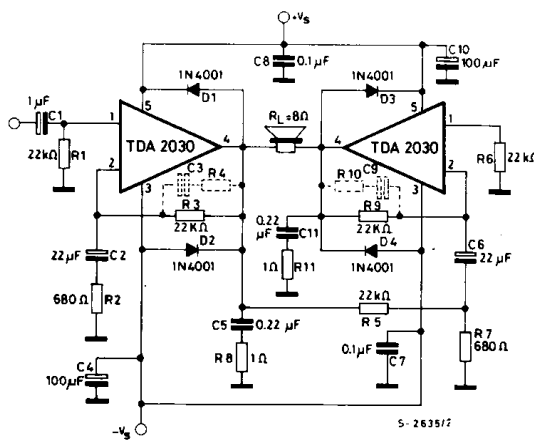 +Vs
C8
0.1µF
C10
100µF
1N4001
D1
1N4001
D3
1µF
C1
1
5
TDA 2030
4
RL=8Ω
4
TDA 2030
5
1
22kΩ
R1
2
3
R6
22kΩ
2
3
C3
R4
R10
C9
R3
22KΩ
R9
22KΩ
0.22
µF
C11
22µF
C2
D2
1N4001
1Ω
R11
D4
1N4001
C6
22µF
680Ω
R2
22kΩ
R5
C5
0.22µF
R8
1Ω
0.1µF
C7
R7
680Ω
C4
100µF
-Vs
S-2635/2